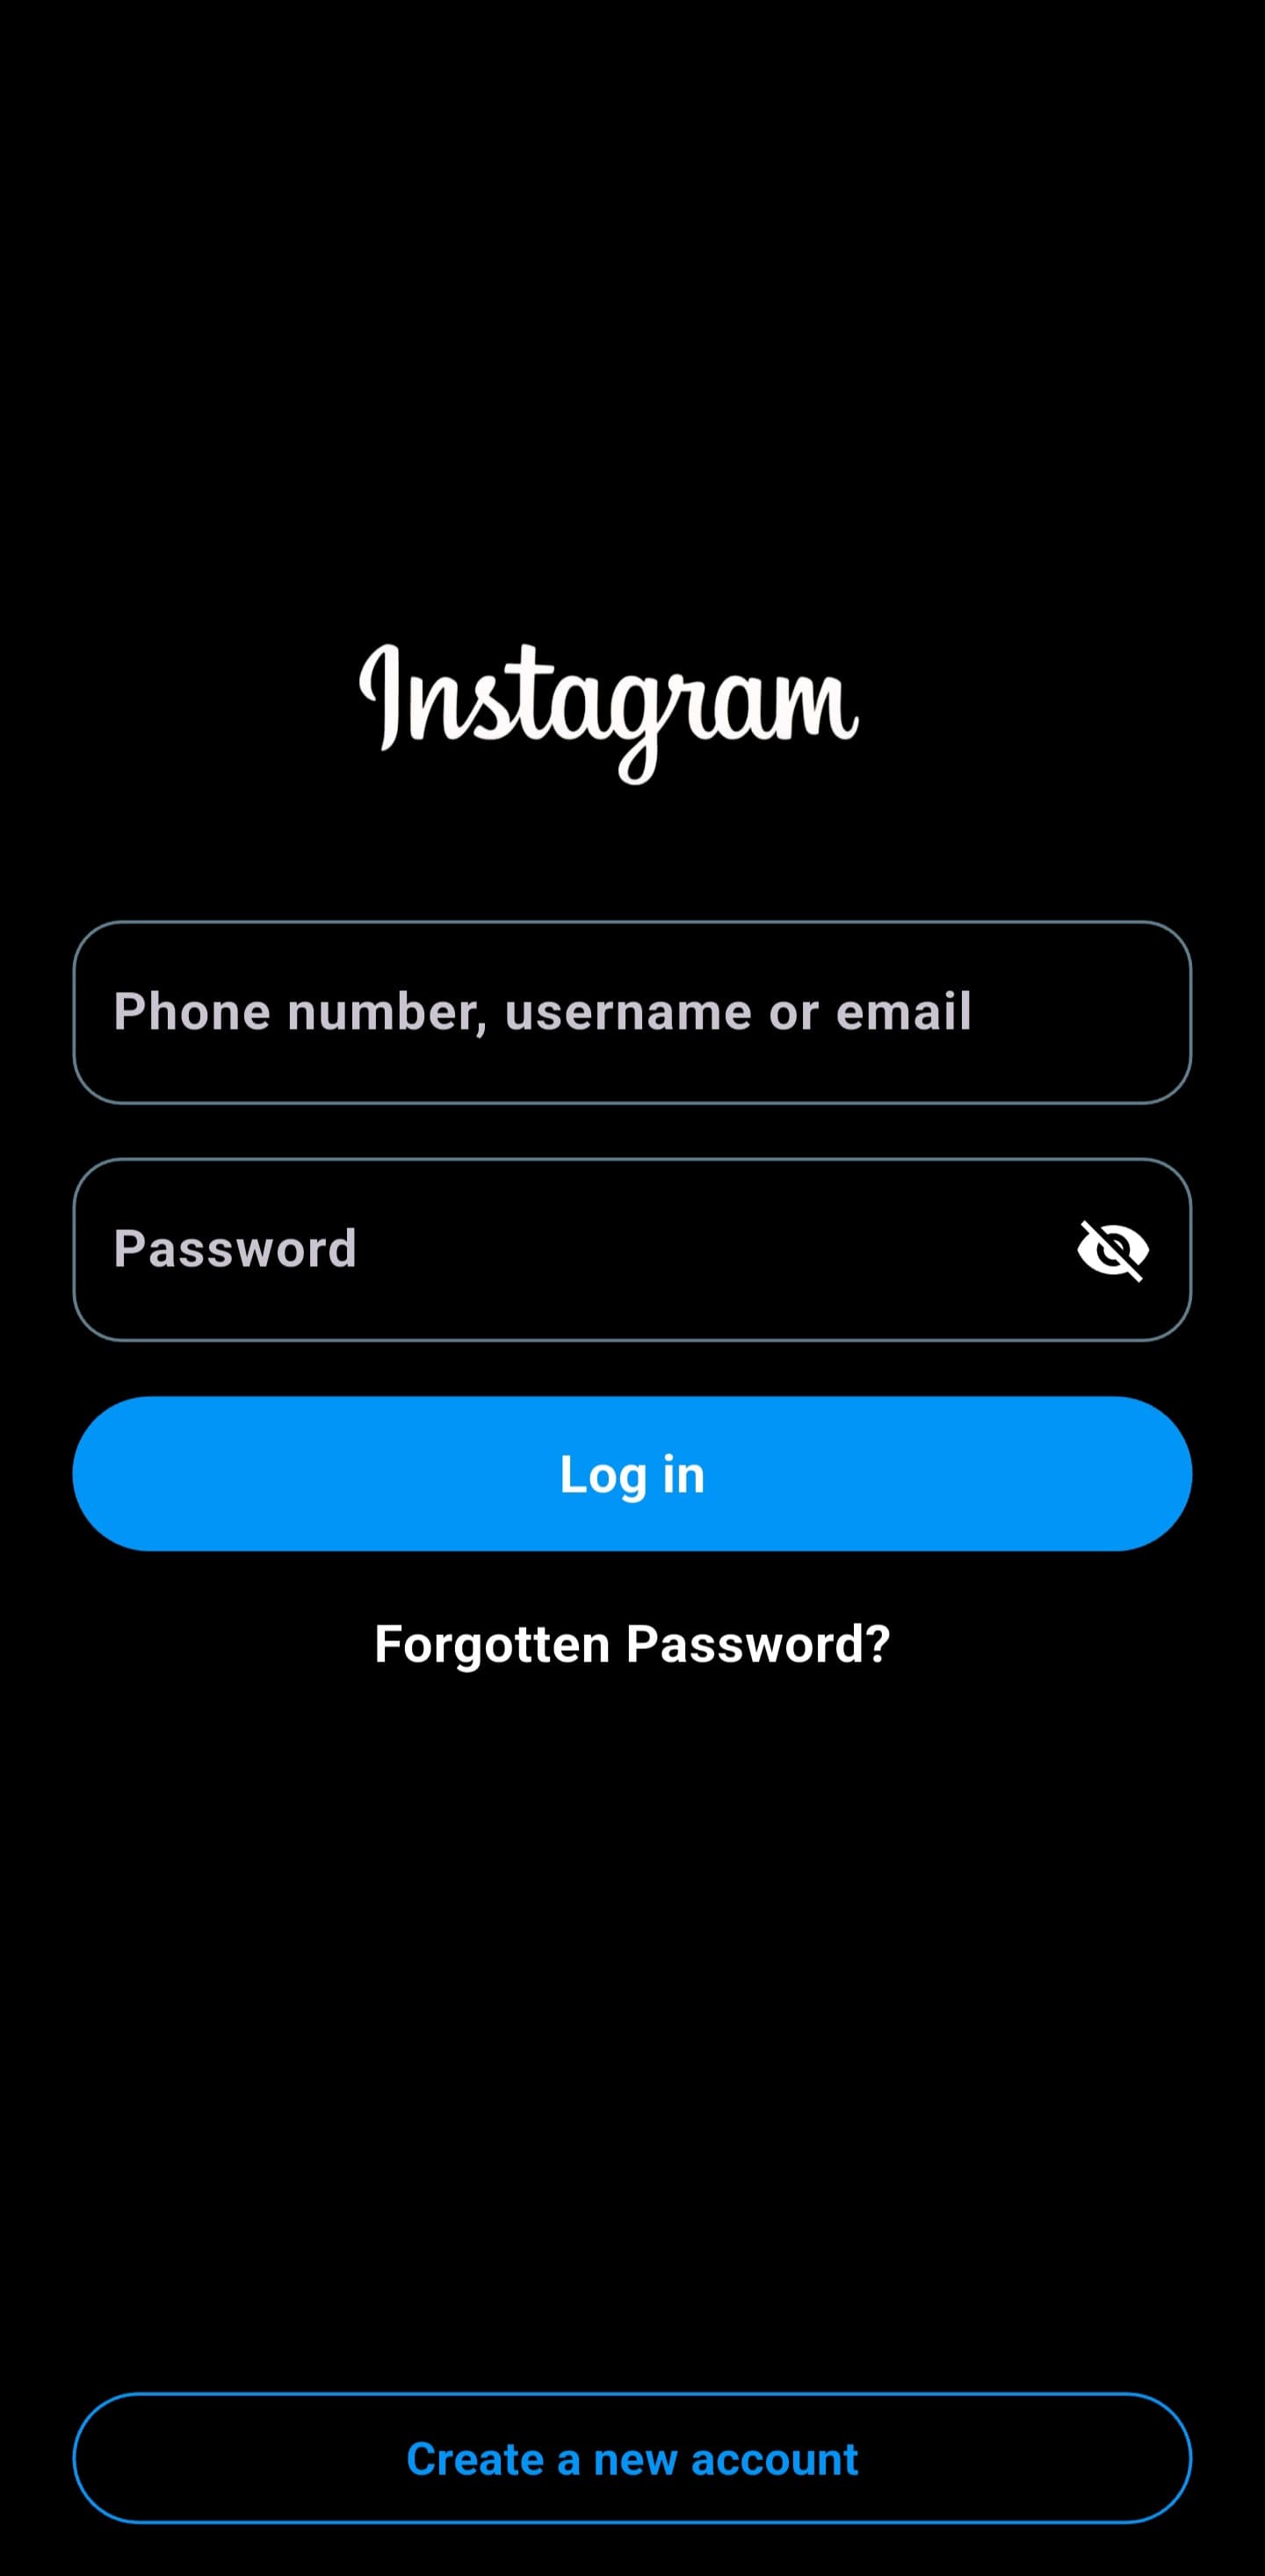 Instagram
Phone number, username or email
Password
Log in
Forgotten Password?
Create a new account